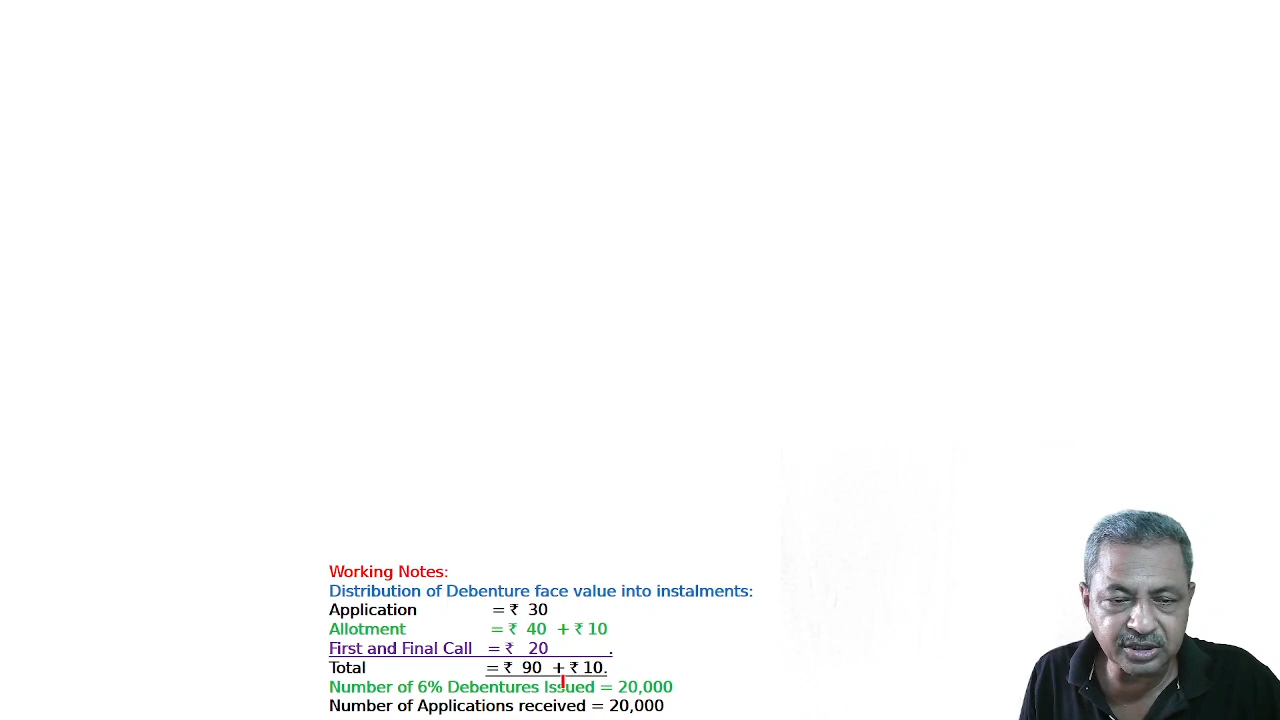 Working Notes:
Distribution of Debenture face value into instalments:
Application = ₹ 30
Allotment = ₹ 40 + ₹ 10
First and Final Call = ₹ 20 .
Total = ₹ 90 + ₹ 10.
Number of 6% Debentures Issued = 20,000
Number of Applications received = 20,000